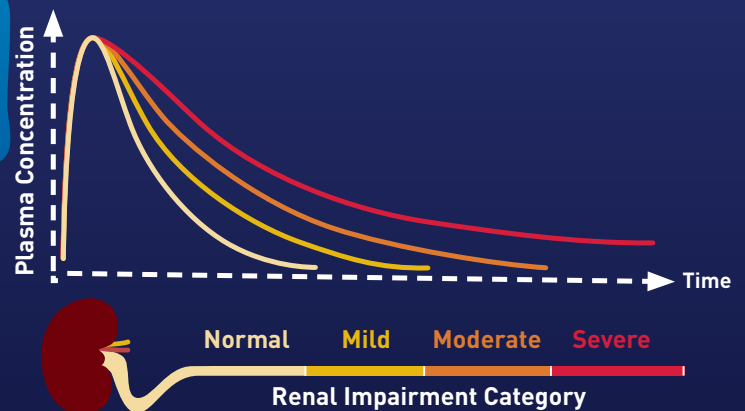 Plasma Concentration
Time
Normal Mild Moderate Severe
Renal Impairment Category